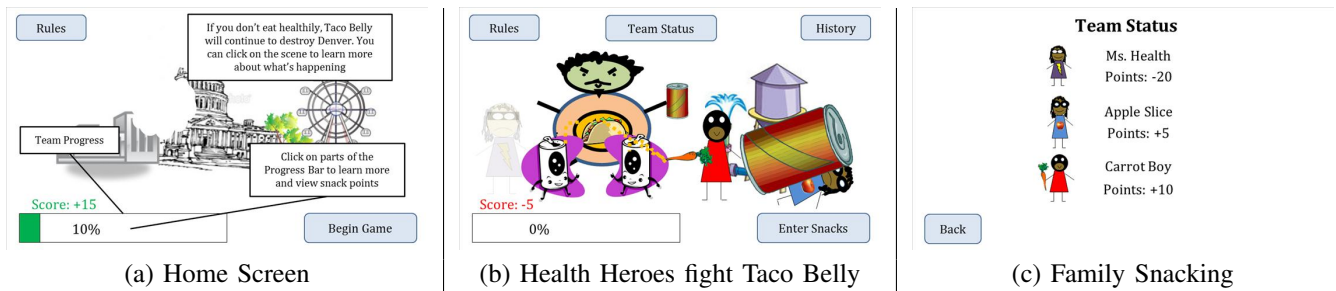 Rules
If you don't eat healthily, Taco Belly
will continue to destroy Denver. You
can click on the scene to learn more
about what's happening
Team Progress
Click on parts of the
Progress Bar to learn more
and view snack points
Score: +15
10%
Begin Game
(a) Home Screen
Rules
Team Status
History
Score: -5
0%
Enter Snacks
(b) Health Heroes fight Taco Belly
Team Status
Ms. Health
Points: -20
Apple Slice
Points: +5
Carrot Boy
Points: +10
Back
(c) Family Snacking